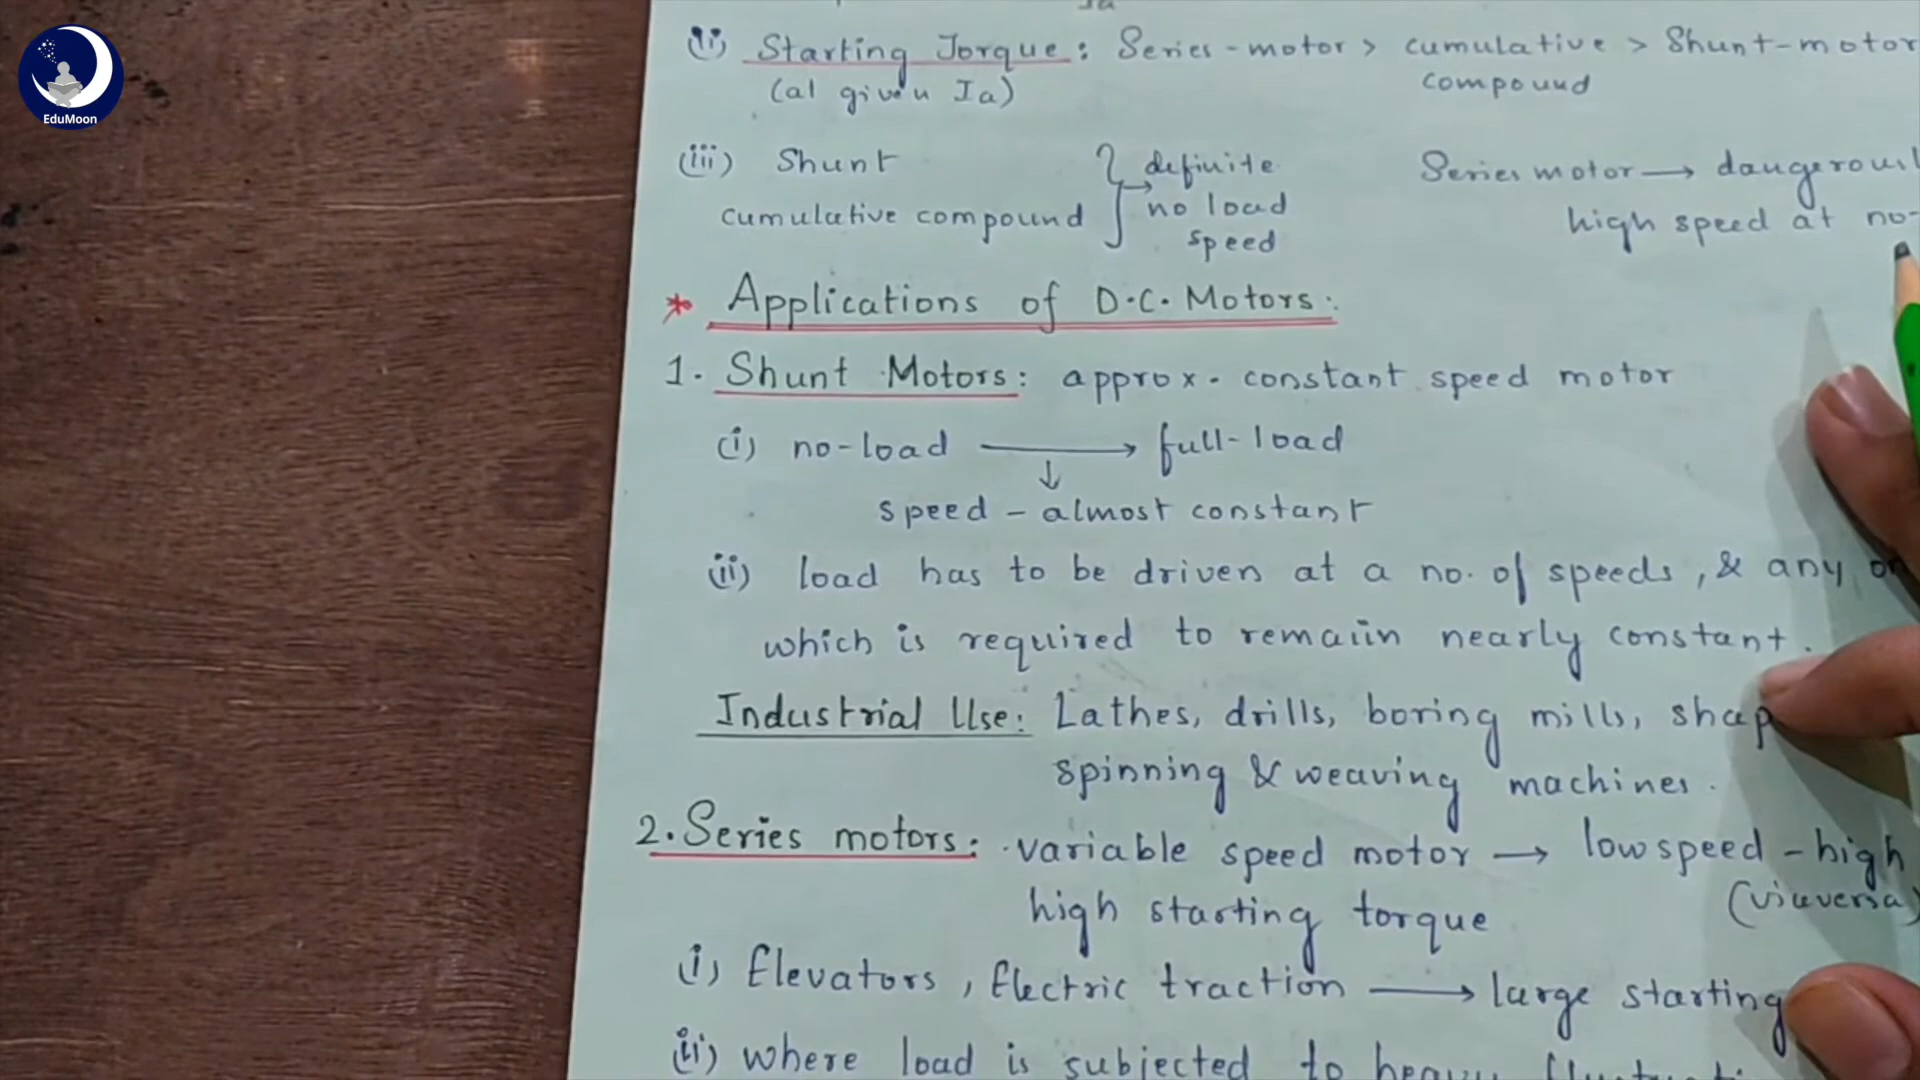 EduMoon
(ii) Starting Torque: Series-motor > cumulative > Shunt-motor
(at given Ia) compound
(iii) Shunt definite Series motor → dangerousl
cumulative compound → no load high speed at no-
speed
* Applications of D.C. Motors:
1. Shunt Motors: approx. constant speed motor
(i) no-load → full-load
↓
speed - almost constant
(ii) load has to be driven at a no. of speeds, & any
which is required to remaiin nearly constant.
Industrial Use: Lathes, drills, boring mills, shap
spinning & weaving machines.
2. Series motors: variable speed motor → low speed - high
high starting torque (viceversa)
(i) Elevators, Electric traction → large starting
(ii) where load is subjected to heavy